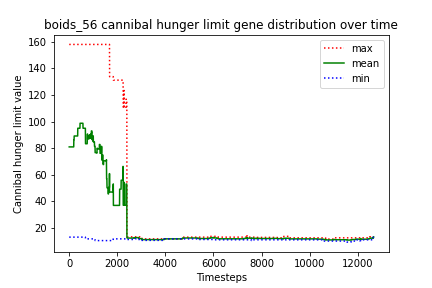 boids_56 cannibal hunger limit gene distribution over time
Cannibal hunger limit value
160
140
120
100
80
60
40
20
max
mean
min
0 2000 4000 6000 8000 10000 12000
Timesteps